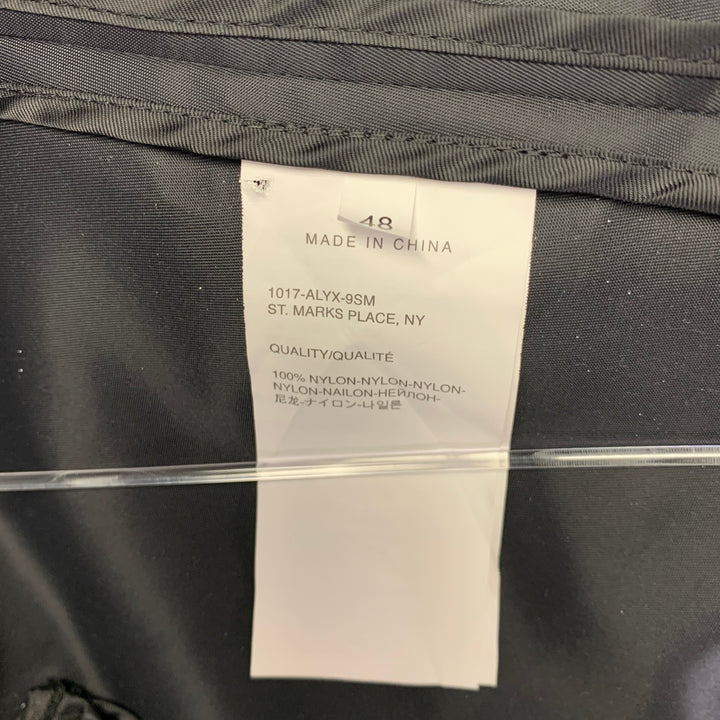 48
MADE IN CHINA
1017-ALYX-9SM
ST. MARKS PLACE, NY
QUALITY/QUALITÉ
100% NYLON-NYLON-NYLON-
NYLON-NAILON-НЕЙЛОН-
尼龙-ナイロン-나일론